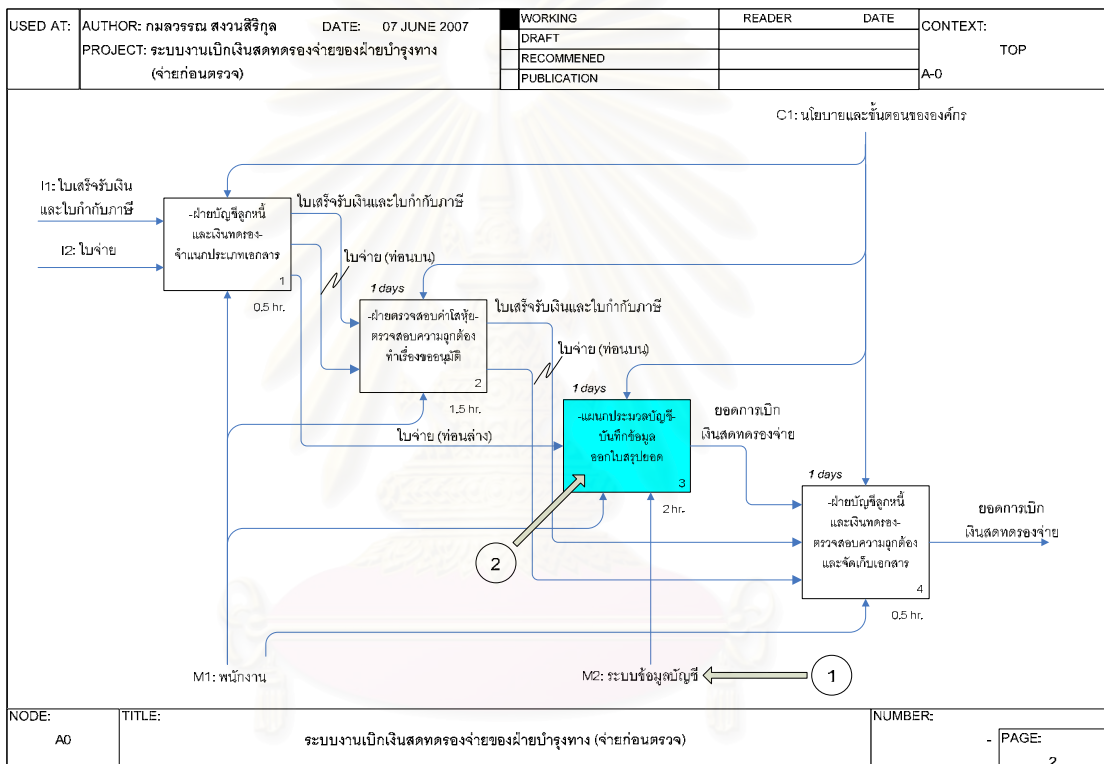 USED AT:
AUTHOR: กมลวรรณ สงวนสิริกุล
DATE: 07 JUNE 2007
PROJECT: ระบบงานเบิกเงินสดทดรองจ่ายของฝ่ายบำรุงทาง
(จ่ายก่อนตรวจ)
WORKING
DRAFT
RECOMMENED
PUBLICATION
READER
DATE
CONTEXT:
TOP
A-0
C1: นโยบายและขั้นตอนขององค์กร
I1: ใบเสร็จรับเงิน
และใบกำกับภาษี
I2: ใบจ่าย
-ฝ่ายบัญชีลูกหนี้
และเงินทดรอง-
จำแนกประเภทเอกสาร
1
0.5 hr.
ใบเสร็จรับเงินและใบกำกับภาษี
ใบจ่าย (ท่อนบน)
1 days
-ฝ่ายตรวจสอบค่าโสหุ้ย-
ตรวจสอบความถูกต้อง
ทำเรื่องขออนุมัติ
2
1.5 hr.
ใบเสร็จรับเงินและใบกำกับภาษี
ใบจ่าย (ท่อนบน)
ใบจ่าย (ท่อนล่าง)
1 days
-แผนกประมวลบัญชี-
บันทึกข้อมูล
ออกใบสรุปยอด
3
2 hr.
ยอดการเบิก
เงินสดทดรองจ่าย
1 days
-ฝ่ายบัญชีลูกหนี้
และเงินทดรอง-
ตรวจสอบความถูกต้อง
และจัดเก็บเอกสาร
4
0.5 hr.
ยอดการเบิก
เงินสดทดรองจ่าย
2
M1: พนักงาน
M2: ระบบข้อมูลบัญชี
1
NODE:
A0
TITLE:
ระบบงานเบิกเงินสดทดรองจ่ายของฝ่ายบำรุงทาง (จ่ายก่อนตรวจ)
NUMBER:
-
PAGE:
2